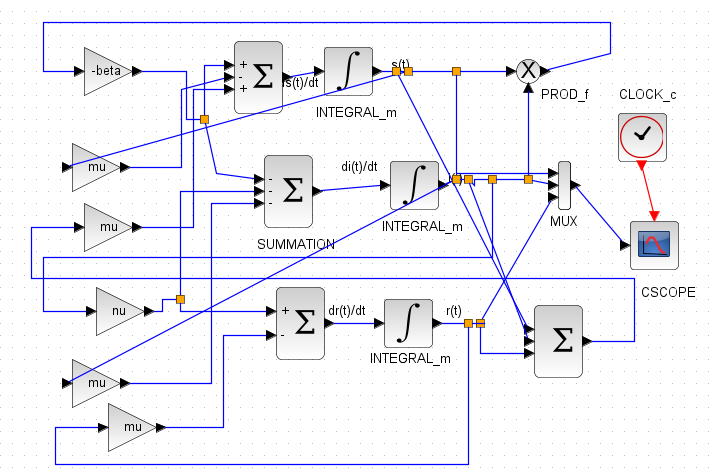 -beta
+
-
+
Σ
s(t)/dt
∫
INTEGRAL_m
s(t)
X
PROD_f
CLOCK_c
mu
-
-
-
Σ
SUMMATION
di(t)/dt
∫
INTEGRAL_m
MUX
mu
CSCOPE
nu
+
-
Σ
dr(t)/dt
∫
INTEGRAL_m
r(t)
Σ
mu
mu